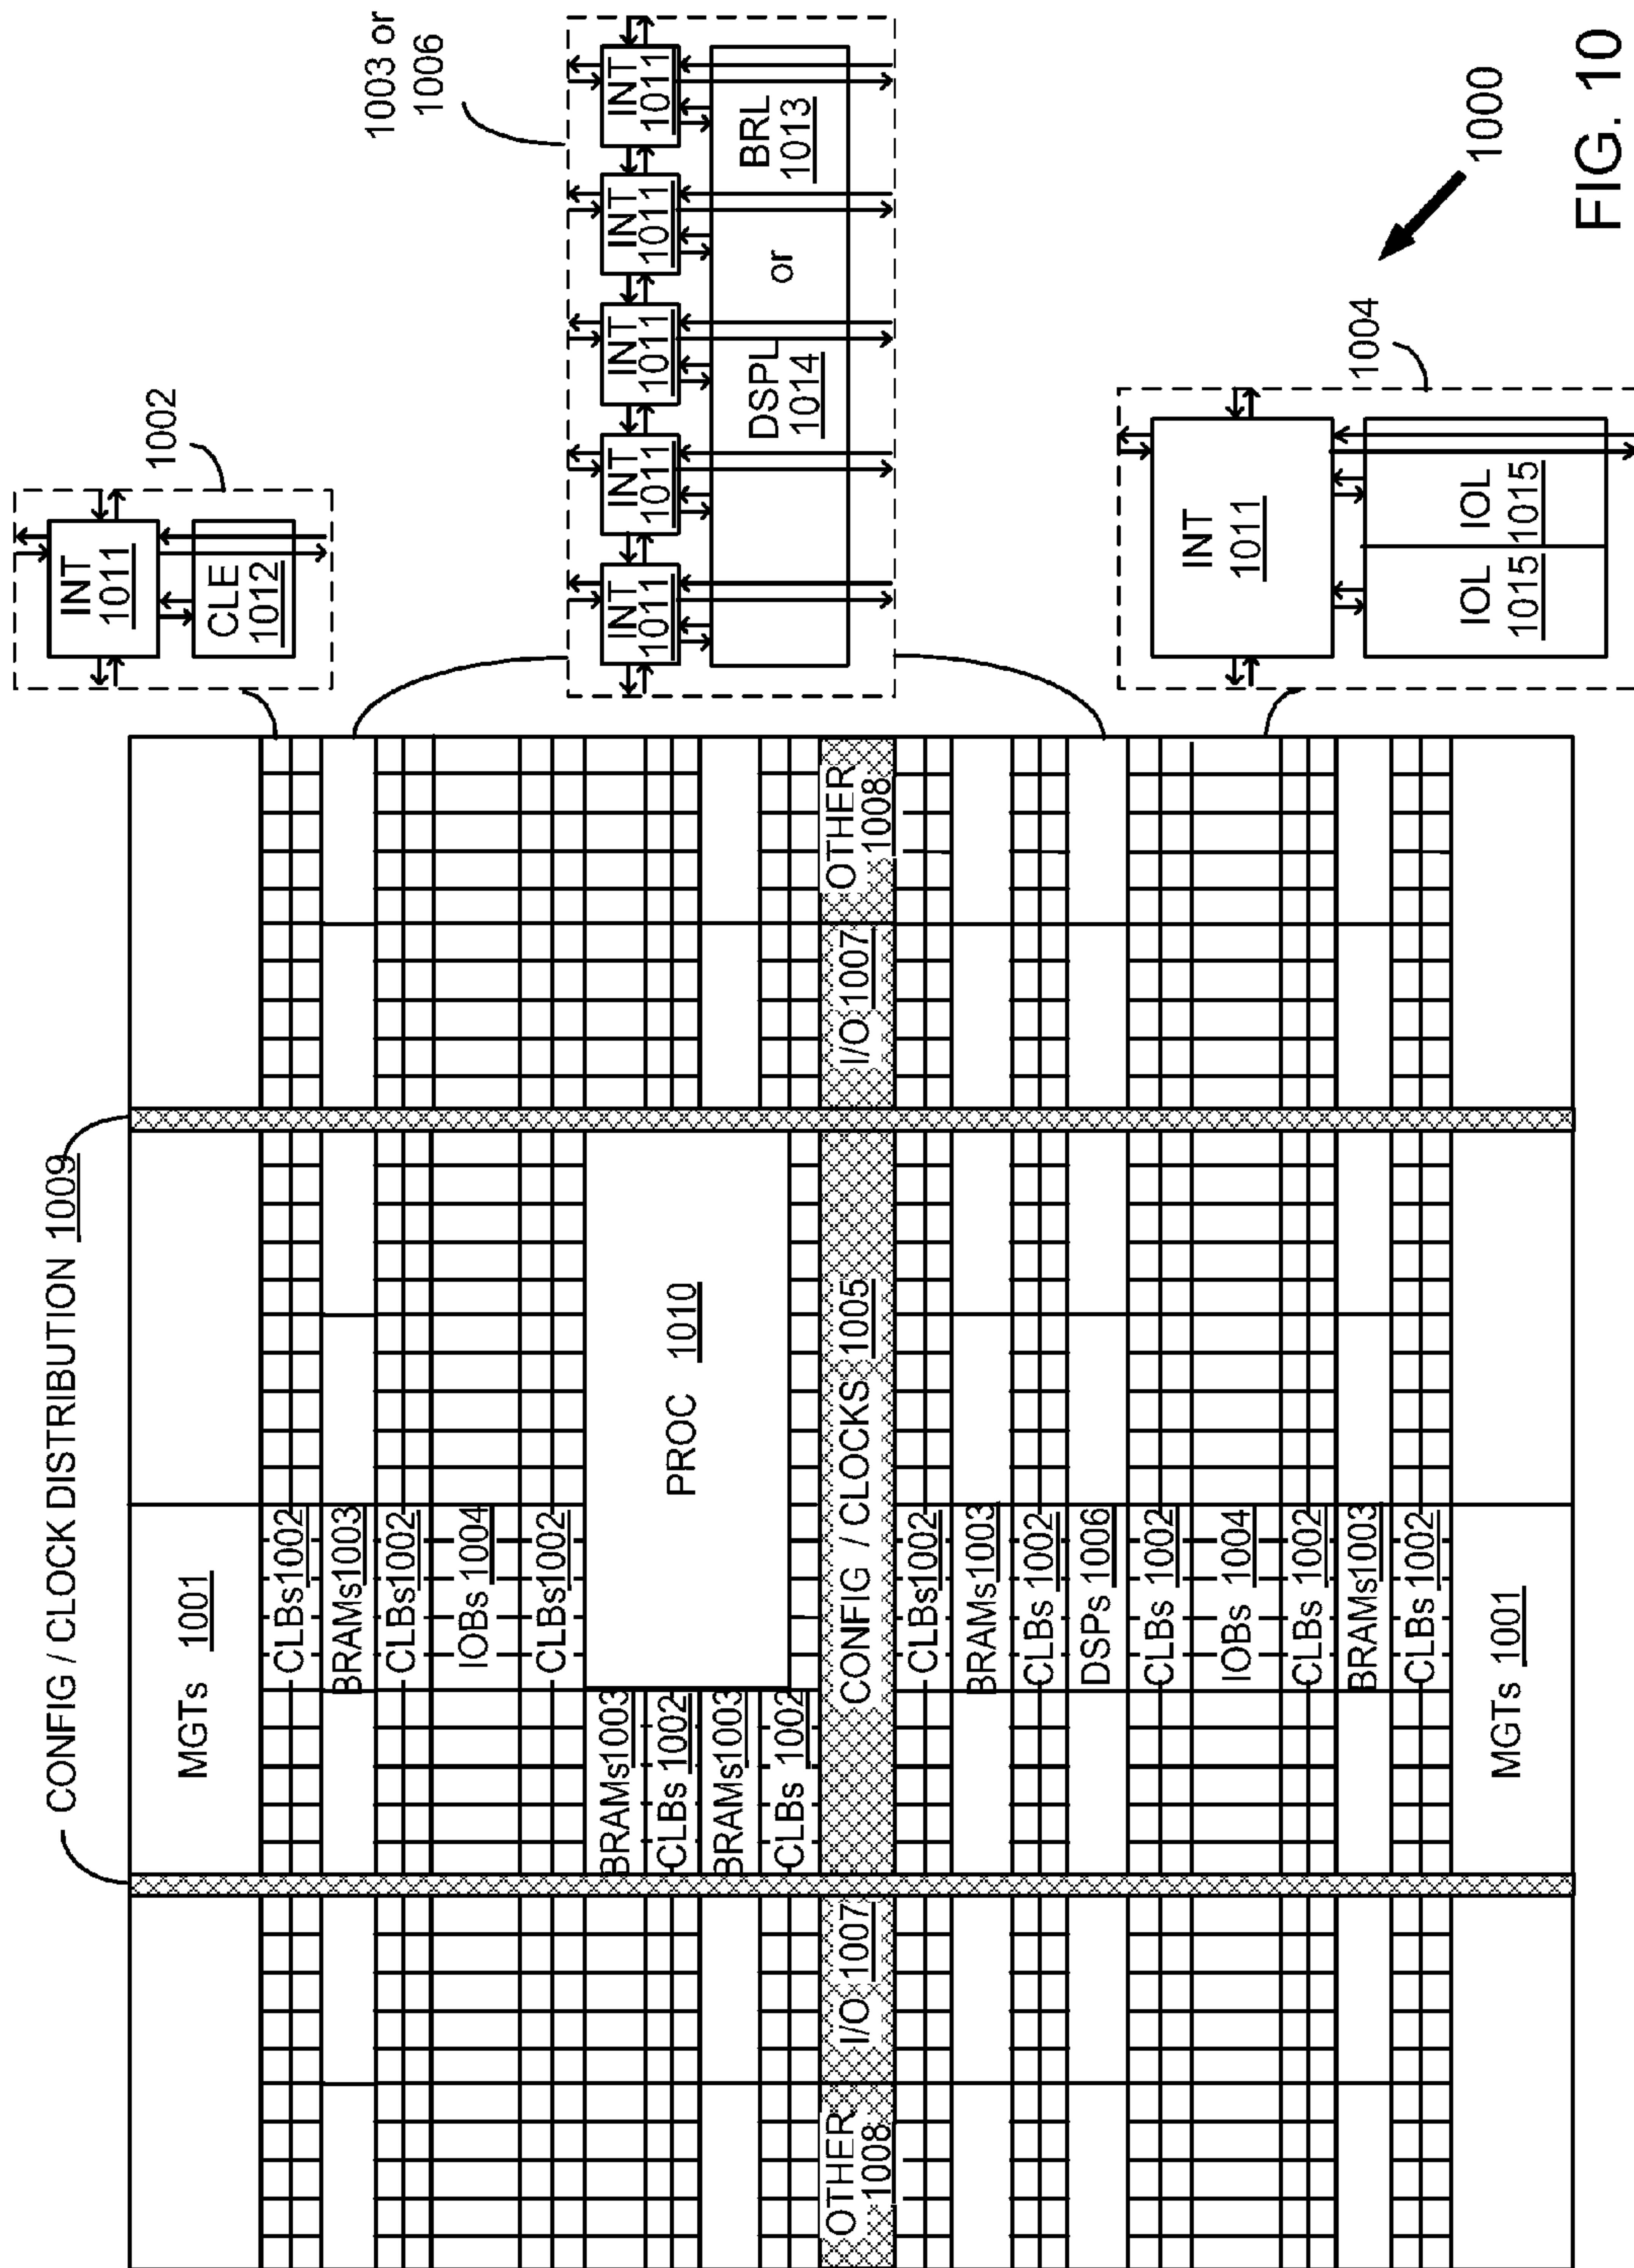 CONFIG / CLOCK DISTRIBUTION 1009
MGTs 1001
CLBs 1002
BRAMs 1003
CLBs 1002
IOBs 1004
CLBs 1002
BRAMs 1003
CLBs 1002
BRAMs 1003
CLBs 1002
PROC 1010
OTHER
1008
I/O 1007
CONFIG / CLOCKS 1005
I/O 1007
OTHER
1008
CLBs 1002
BRAMs 1003
CLBs 1002
DSPs 1006
CLBs 1002
IOBs 1004
CLBs 1002
BRAMs 1003
CLBs 1002
MGTs 1001
INT
1011
CLE
1012
1002
INT
1011
INT
1011
INT
1011
INT
1011
INT
1011
DSPL
1014
or
BRL
1013
1003 or
1006
INT
1011
IOL
1015
IOL
1015
1004
1000
FIG. 10